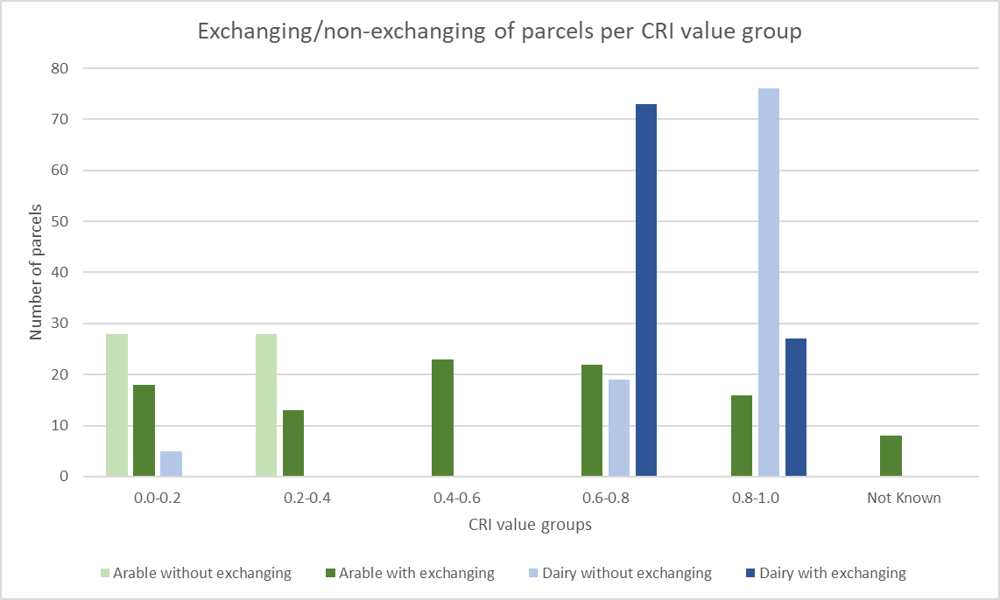 Exchanging/non-exchanging of parcels per CRI value group
80
70
60
50
40
30
20
10
0
Number of parcels
0.0-0.2 0.2-0.4 0.4-0.6 0.6-0.8 0.8-1.0 Not Known
CRI value groups
Arable without exchanging Arable with exchanging Dairy without exchanging Dairy with exchanging